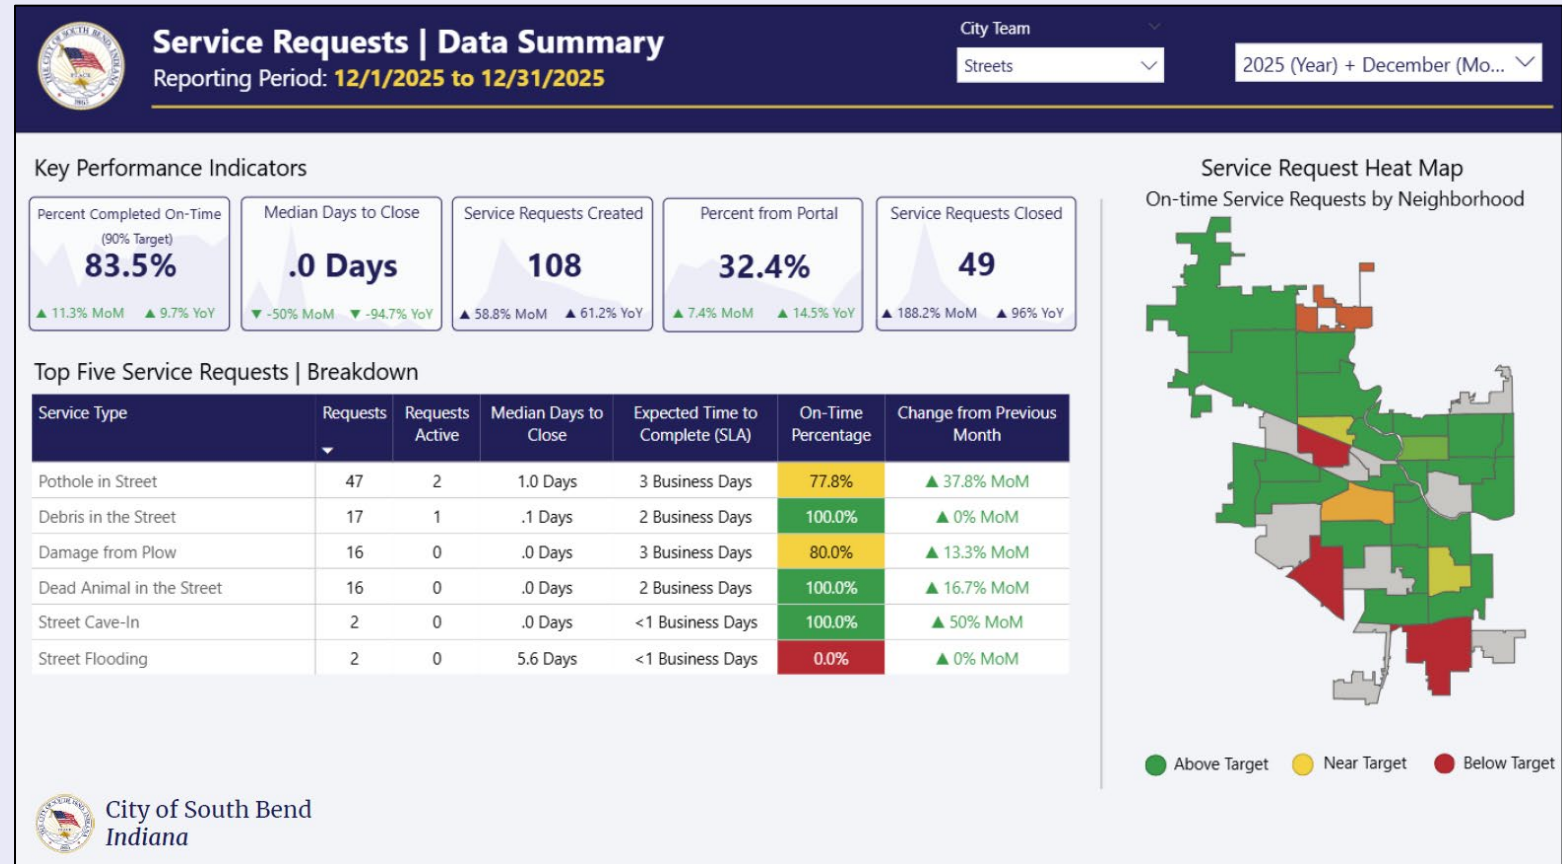 Service Requests | Data Summary
Reporting Period: 12/1/2025 to 12/31/2025
City Team
Streets
2025 (Year) + December (Mo...
Key Performance Indicators
Percent Completed On-Time
(90% Target)
83.5%
▲ 11.3% MoM ▲ 9.7% YoY
Median Days to Close
.0 Days
▼ -50% MoM ▼ -94.7% YoY
Service Requests Created
108
▲ 58.8% MoM ▲ 61.2% YoY
Percent from Portal
32.4%
▲ 7.4% MoM ▲ 14.5% YoY
Service Requests Closed
49
▲ 188.2% MoM ▲ 96% YoY
Top Five Service Requests | Breakdown
Service Type Requests Requests Active Median Days to Close Expected Time to Complete (SLA) On-Time Percentage Change from Previous Month
Pothole in Street 47 2 1.0 Days 3 Business Days 77.8% ▲ 37.8% MoM
Debris in the Street 17 1 .1 Days 2 Business Days 100.0% ▲ 0% MoM
Damage from Plow 16 0 .0 Days 3 Business Days 80.0% ▲ 13.3% MoM
Dead Animal in the Street 16 0 .0 Days 2 Business Days 100.0% ▲ 16.7% MoM
Street Cave-In 2 0 .0 Days <1 Business Days 100.0% ▲ 50% MoM
Street Flooding 2 0 5.6 Days <1 Business Days 0.0% ▲ 0% MoM
Service Request Heat Map
On-time Service Requests by Neighborhood
Above Target Near Target Below Target
THE CITY OF SOUTH BEND, INDIANA
PEACE
1865
City of South Bend
Indiana